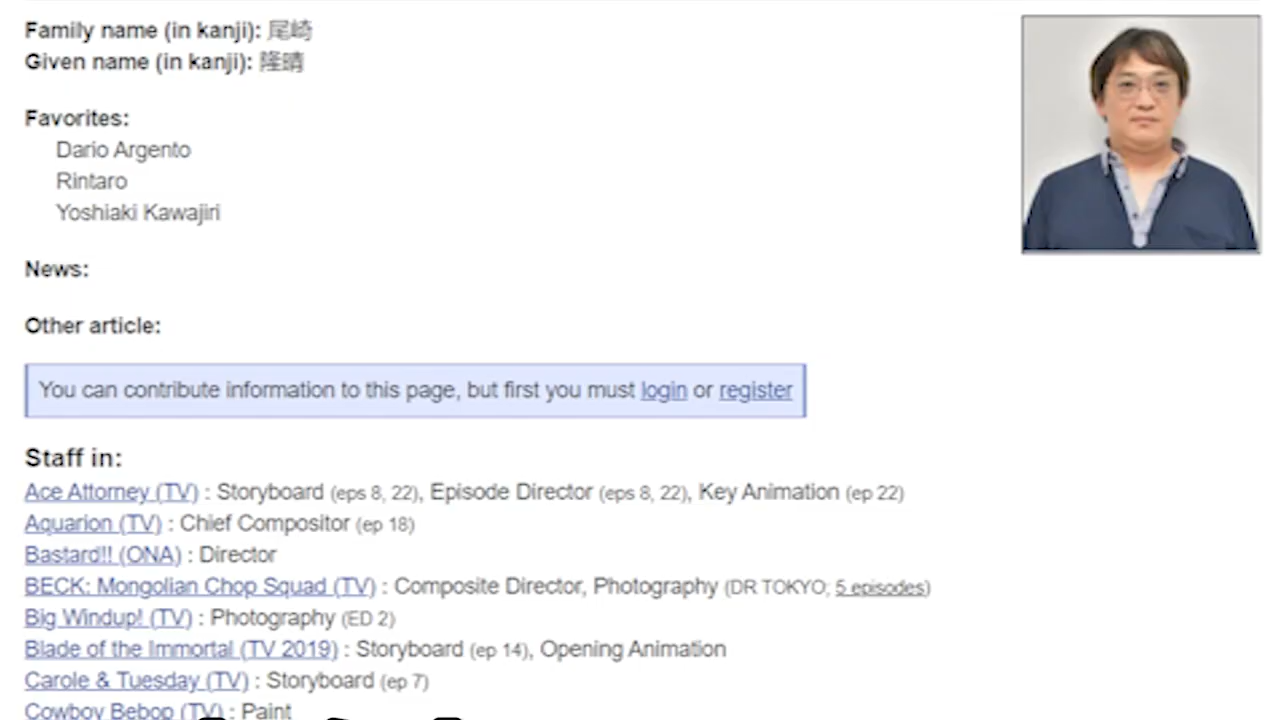 Family name (in kanji): 尾崎
Given name (in kanji): 隆晴
Favorites:
Dario Argento
Rintaro
Yoshiaki Kawajiri
News:
Other article:
You can contribute information to this page, but first you must login or register
Staff in:
Ace Attorney (TV) : Storyboard (eps 8, 22), Episode Director (eps 8, 22), Key Animation (ep 22)
Aquarion (TV) : Chief Compositor (ep 18)
Bastard!! (ONA) : Director
BECK: Mongolian Chop Squad (TV) : Composite Director, Photography (DR TOKYO; 5 episodes)
Big Windup! (TV) : Photography (ED 2)
Blade of the Immortal (TV 2019) : Storyboard (ep 14), Opening Animation
Carole & Tuesday (TV) : Storyboard (ep 7)
Cowboy Bebop (TV) : Paint